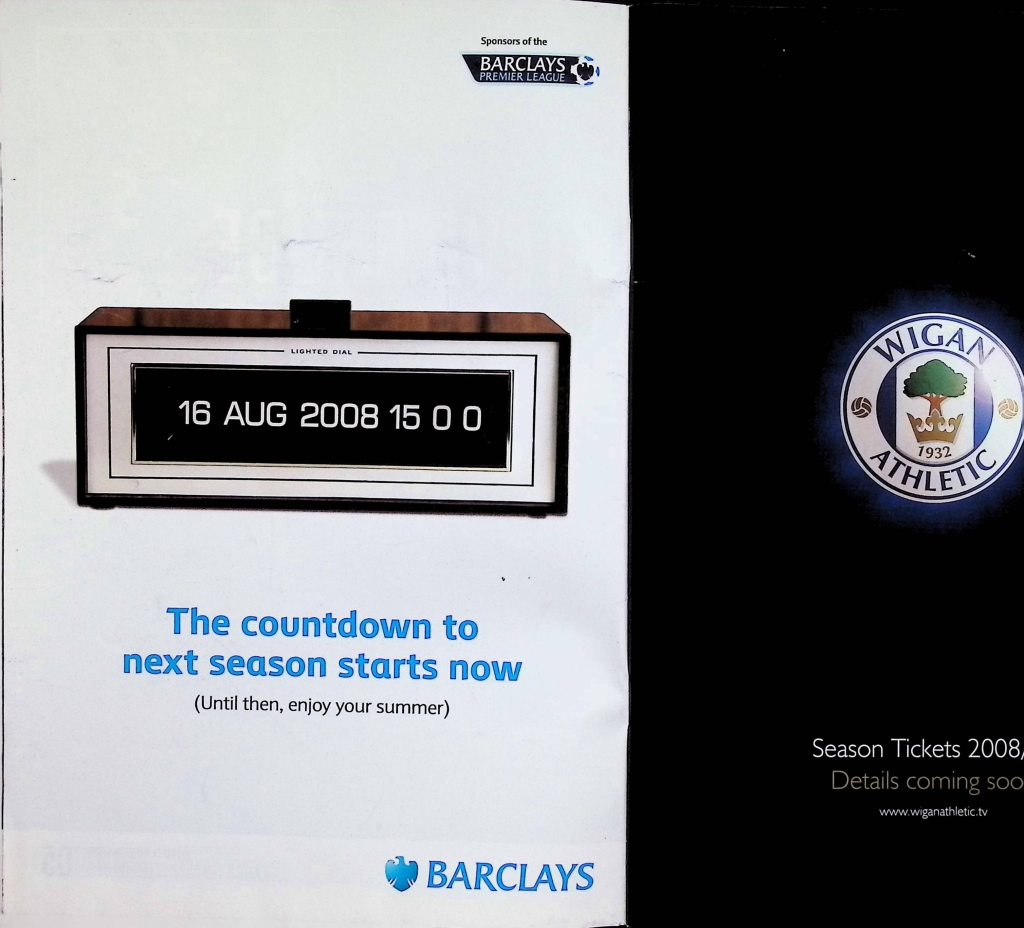 Sponsors of the
BARCLAYS
PREMIER LEAGUE
LIGHTED DIAL
16 AUG 2008 15 0 0
The countdown to
next season starts now
(Until then, enjoy your summer)
BARCLAYS
WIGAN
1932
ATHLETIC
Season Tickets 2008/
Details coming soo
www.wiganathletic.tv